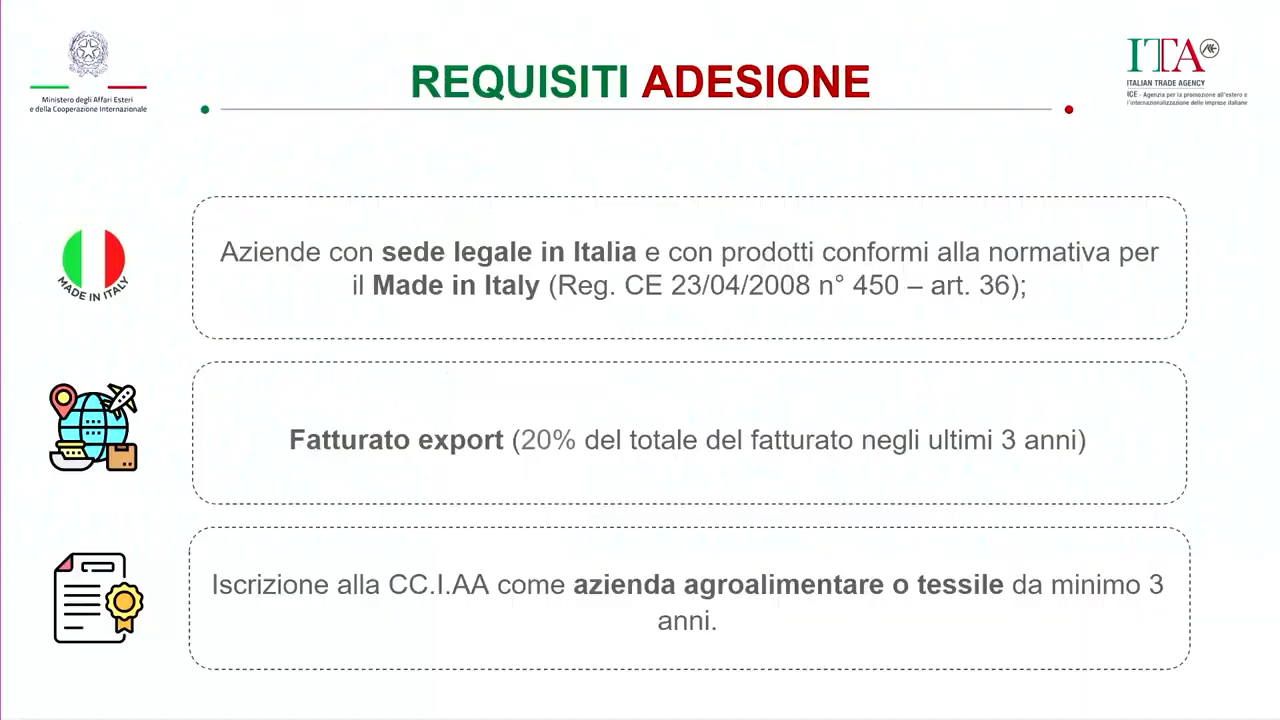 Ministero degli Affari Esteri
e della Cooperazione Internazionale
REQUISITI ADESIONE
ITA
ITALIAN TRADE AGENCY
ICE - Agenzia per la promozione all'estero e
l'internazionalizzazione delle imprese italiane
MADE IN ITALY
Aziende con sede legale in Italia e con prodotti conformi alla normativa per
il Made in Italy (Reg. CE 23/04/2008 n° 450 – art. 36);
Fatturato export (20% del totale del fatturato negli ultimi 3 anni)
Iscrizione alla CC.I.AA come azienda agroalimentare o tessile da minimo 3
anni.